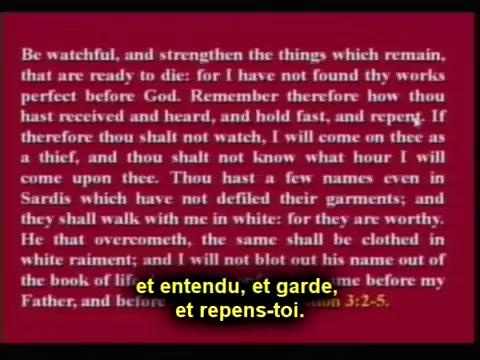 Be watchful, and strengthen the things which remain,
that are ready to die: for I have not found thy works
perfect before God. Remember therefore how thou
hast received and heard, and hold fast, and repent. If
therefore thou shalt not watch, I will come on thee as
a thief, and thou shalt not know what hour I will
come upon thee. Thou hast a few names even in
Sardis which have not defiled their garments; and
they shall walk with me in white: for they are worthy.
He that overcometh, the same shall be clothed in
white raiment; and I will not blot out his name out of
the book of before my
Father, and before 3:2-5.
et entendu, et garde,
et repens-toi.